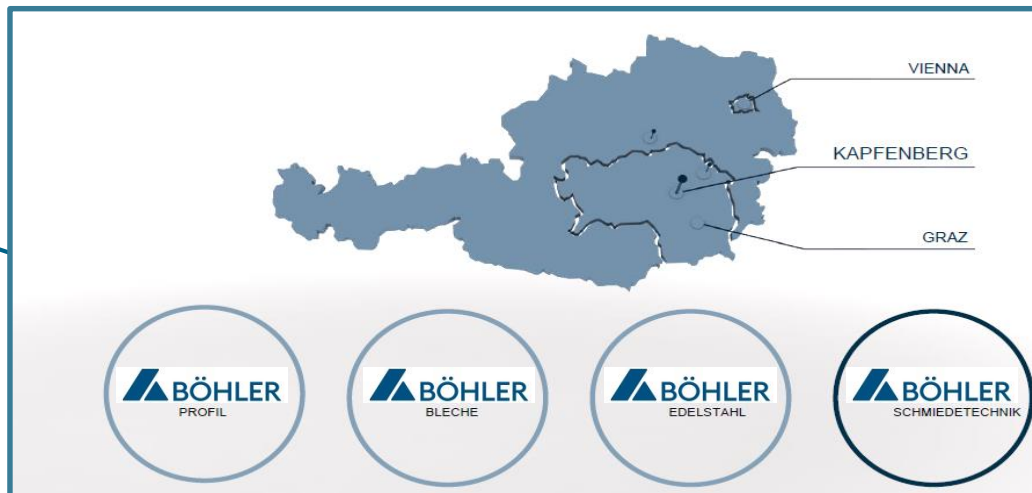 VIENNA
KAPFENBERG
GRAZ
BÖHLER
PROFIL
BÖHLER
BLECHE
BÖHLER
EDELSTAHL
BÖHLER
SCHMIEDETECHNIK